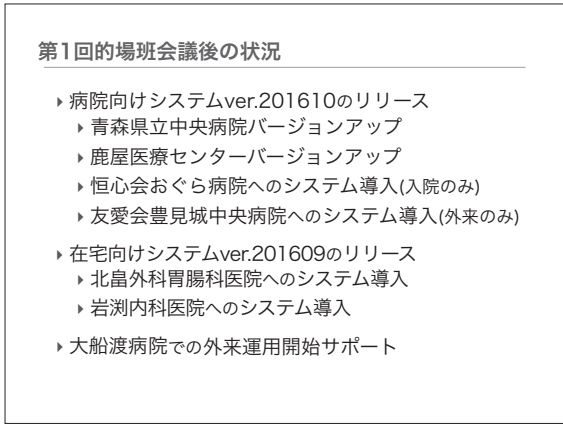 第1回的場班会議後の状況
▸ 病院向けシステムver.201610のリリース
▸ 青森県立中央病院バージョンアップ
▸ 鹿屋医療センターバージョンアップ
▸ 恒心会おぐら病院へのシステム導入(入院のみ)
▸ 友愛会豊見城中央病院へのシステム導入(外来のみ)
▸ 在宅向けシステムver.201609のリリース
▸ 北畠外科胃腸科医院へのシステム導入
▸ 岩渕内科医院へのシステム導入
▸ 大船渡病院での外来運用開始サポート